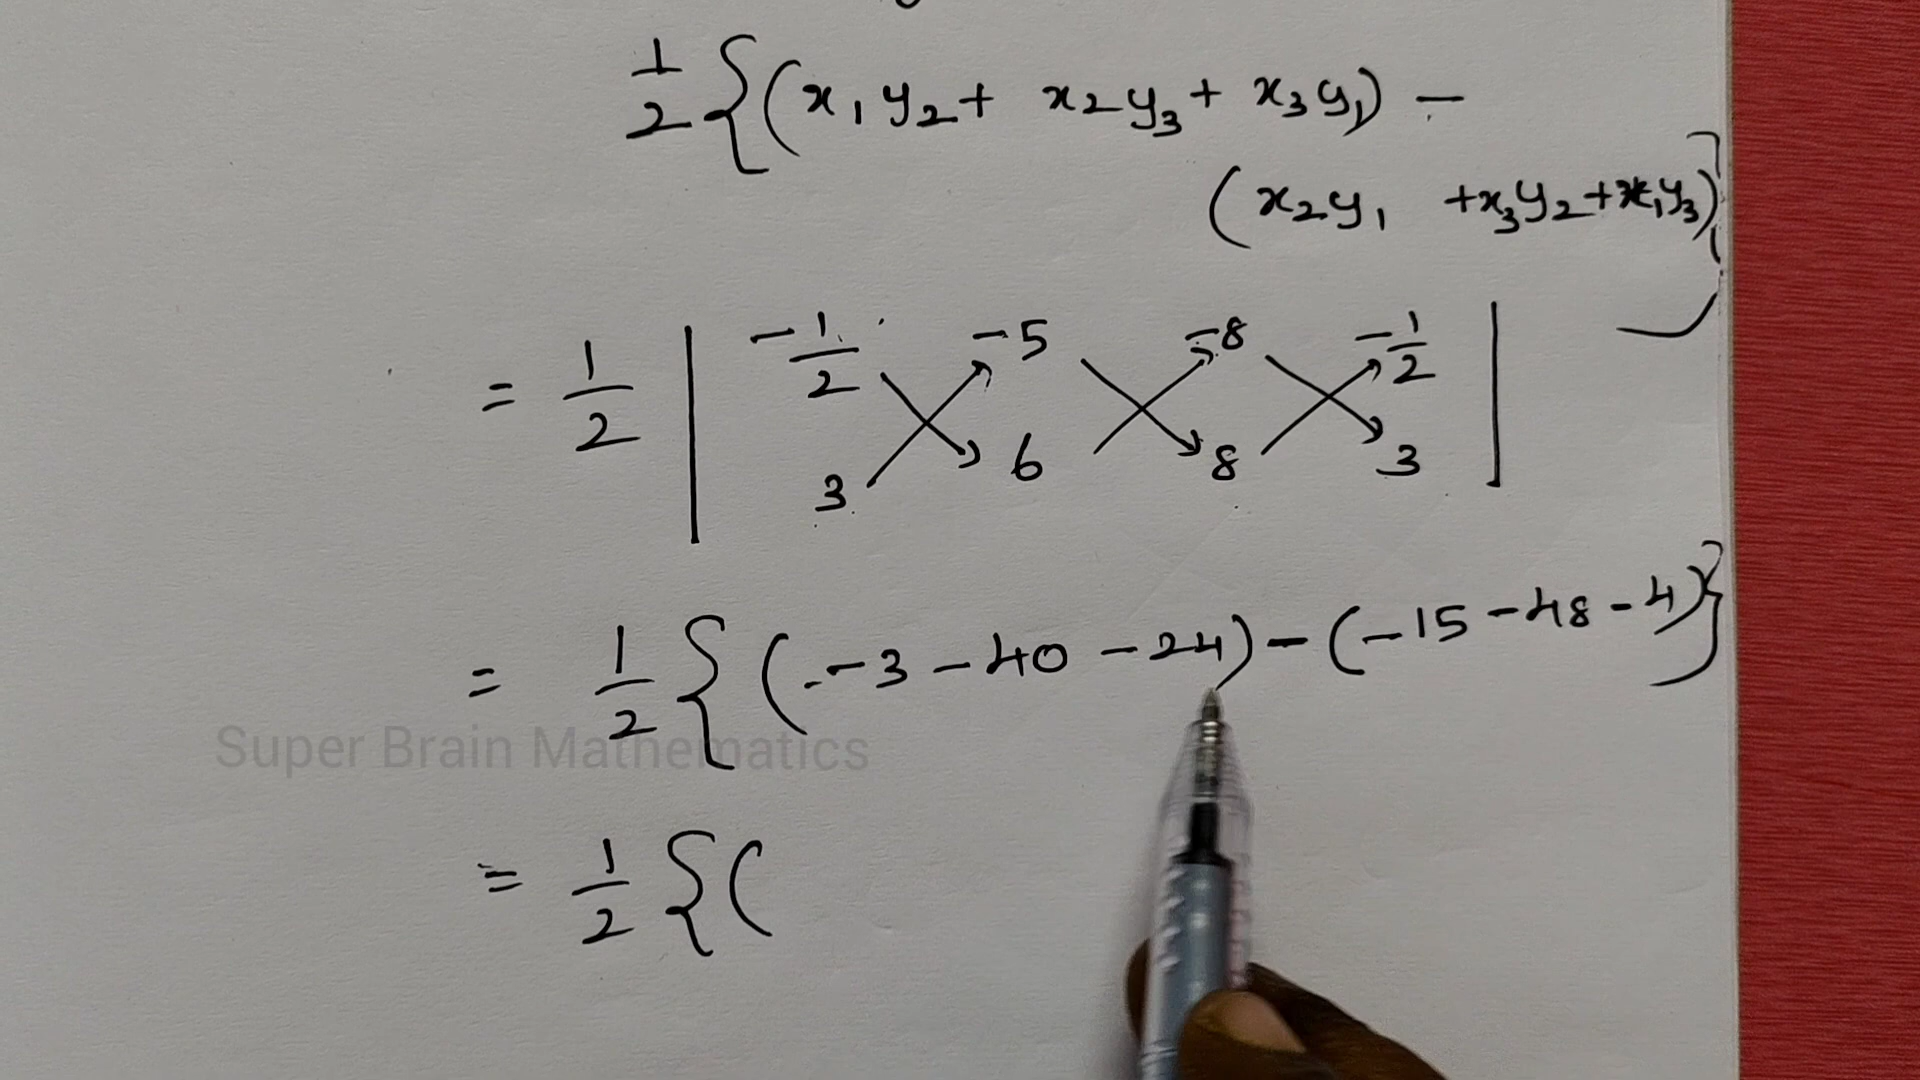 1/2 {(x₁y₂ + x₂y₃ + x₃y₁) −
(x₂y₁ + x₃y₂ + x₁y₃)}
= 1/2 | −1/2 −5 −8 −1/2 |
3 6 8 3
= 1/2 {(−3 − 40 − 24) − (−15 − 48 − 4)}
Super Brain Mathematics
= 1/2 {(